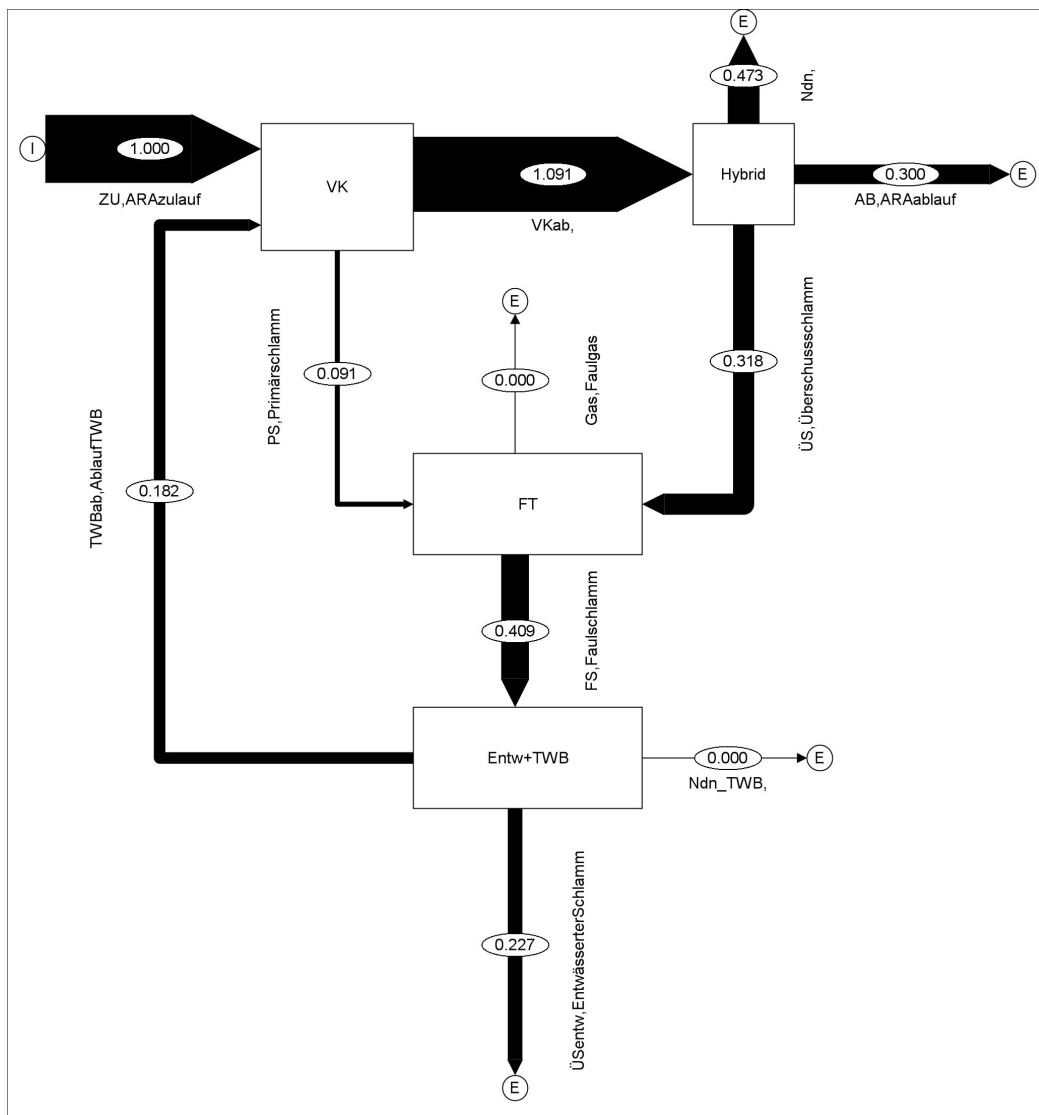 E
0.473
Ndn,
I
1.000
ZU,ARAzulauf
VK
1.091
VKab,
Hybrid
0.300
E
AB,ARAablauf
E
0.000
Gas,Faulgas
PS,Primärschlamm
0.091
0.318
ÜS,Überschussschlamm
TWBab,AblaufTWB
0.182
FT
0.409
FS,Faulschlamm
Entw+TWB
0.000
E
Ndn_TWB,
0.227
ÜSentw,EntwässerterSchlamm
E